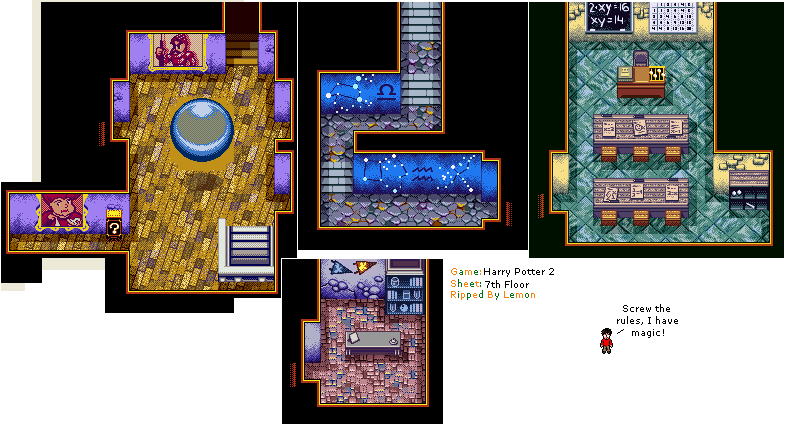 2·xy=16
xy=14
?
Game: Harry Potter 2
Sheet: 7th Floor
Ripped By Lemon
Screw the
rules, I have
magic!